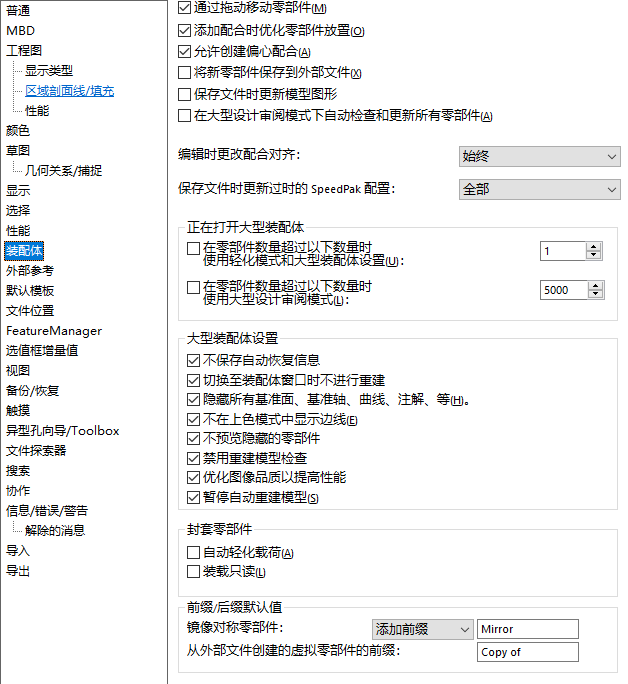 普通
MBD
工程图
显示类型
区域剖面线/填充
性能
颜色
草图
几何关系/捕捉
显示
选择
性能
装配体
外部参考
默认模板
文件位置
FeatureManager
选值框增量值
视图
备份/恢复
触摸
异型孔向导/Toolbox
文件探索器
搜索
协作
信息/错误/警告
解除的消息
导入
导出
通过拖动移动零部件(M)
添加配合时优化零部件放置(O)
允许创建偏心配合(A)
将新零部件保存到外部文件(X)
保存文件时更新模型图形
在大型设计审阅模式下自动检查和更新所有零部件(A)
编辑时更改配合对齐: 始终
保存文件时更新过时的 SpeedPak 配置: 全部
正在打开大型装配体
在零部件数量超过以下数量时
使用轻化模式和大型装配体设置(U): 1
在零部件数量超过以下数量时
使用大型设计审阅模式(L): 5000
大型装配体设置
不保存自动恢复信息
切换至装配体窗口时不进行重建
隐藏所有基准面、基准轴、曲线、注解、等(H)。
不在上色模式中显示边线(E)
不预览隐藏的零部件
禁用重建模型检查
优化图像品质以提高性能
暂停自动重建模型(S)
封套零部件
自动轻化载荷(A)
装载只读(L)
前缀/后缀默认值
镜像对称零部件: 添加前缀 Mirror
从外部文件创建的虚拟零部件的前缀: Copy of